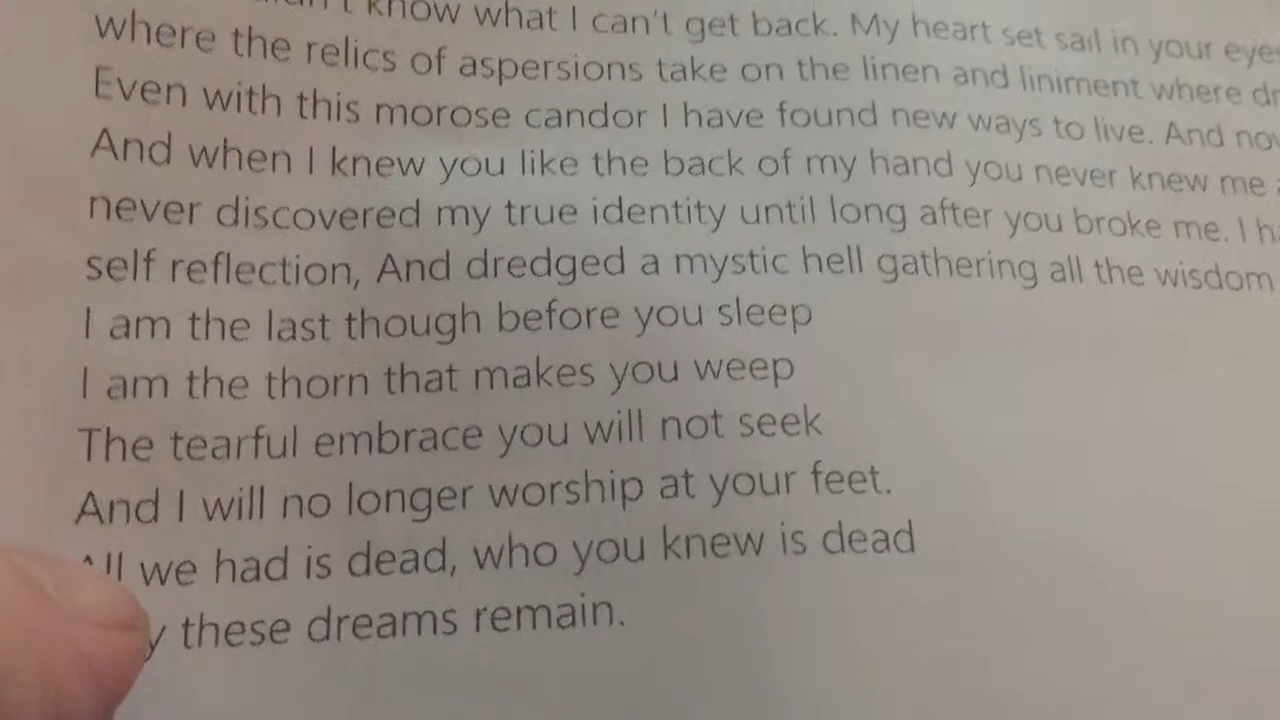 know what I can't get back. My heart set sail in your eyes
where the relics of aspersions take on the linen and liniment where
Even with this morose candor I have found new ways to live. And now
And when I knew you like the back of my hand you never knew me
never discovered my true identity until long after you broke me. I
self reflection, And dredged a mystic hell gathering all the wisdom
I am the last though before you sleep
I am the thorn that makes you weep
The tearful embrace you will not seek
And I will no longer worship at your feet.
All we had is dead, who you knew is dead
these dreams remain.